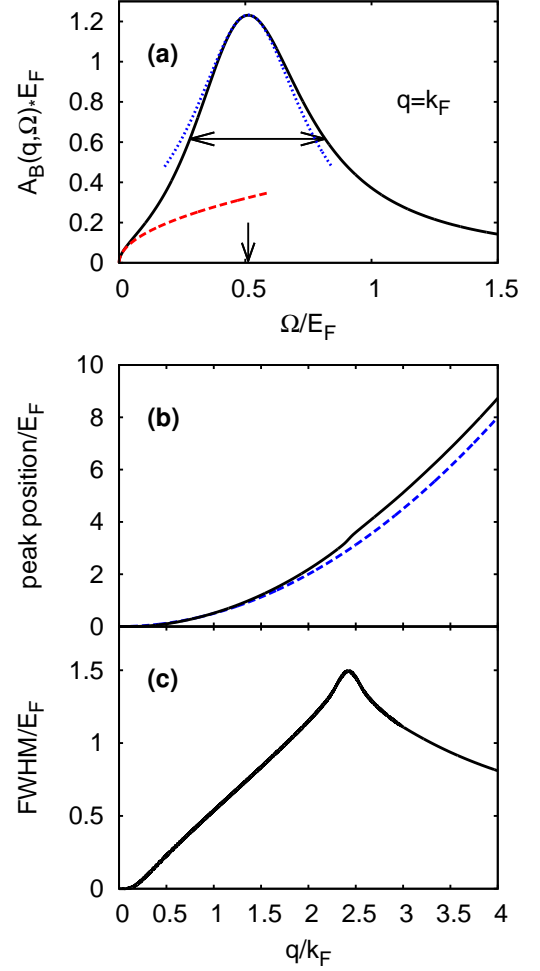 1.2
1
0.8
0.6
0.4
0.2
0
A_B(q,Ω)*E_F
(a)
q=k_F
0 0.5 1 1.5
Ω/E_F
10
8
6
4
2
0
peak position/E_F
(b)
1.5
1
0.5
0
FWHM/E_F
(c)
0 0.5 1 1.5 2 2.5 3 3.5 4
q/k_F